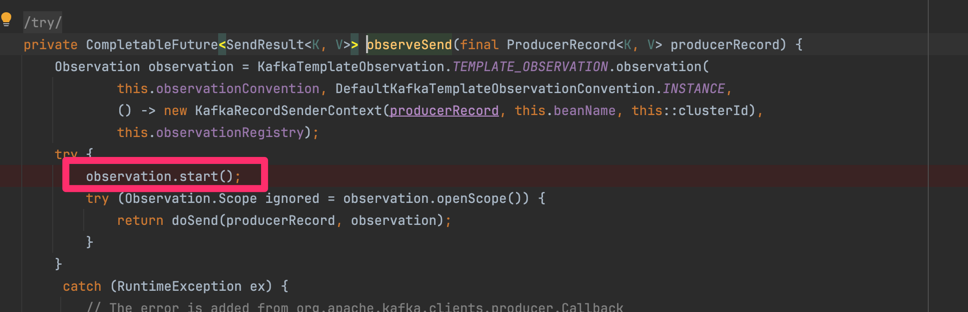 /try/
private CompletableFuture<SendResult<K, V>> observeSend(final ProducerRecord<K, V> producerRecord) {
Observation observation = KafkaTemplateObservation.TEMPLATE_OBSERVATION.observation(
this.observationConvention, DefaultKafkaTemplateObservationConvention.INSTANCE,
() -> new KafkaRecordSenderContext(producerRecord, this.beanName, this::clusterId),
this.observationRegistry);
try {
observation.start();
try (Observation.Scope ignored = observation.openScope()) {
return doSend(producerRecord, observation);
}
}
catch (RuntimeException ex) {
// The error is added from org.apache.kafka.clients.producer.Callback